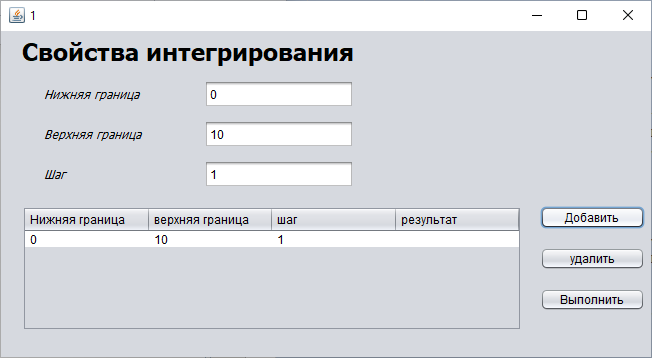 1
Свойства интегрирования
Нижняя граница 0
Верхняя граница 10
Шаг 1
Нижняя граница верхняя граница шаг результат
0 10 1
Добавить
удалить
Выполнить